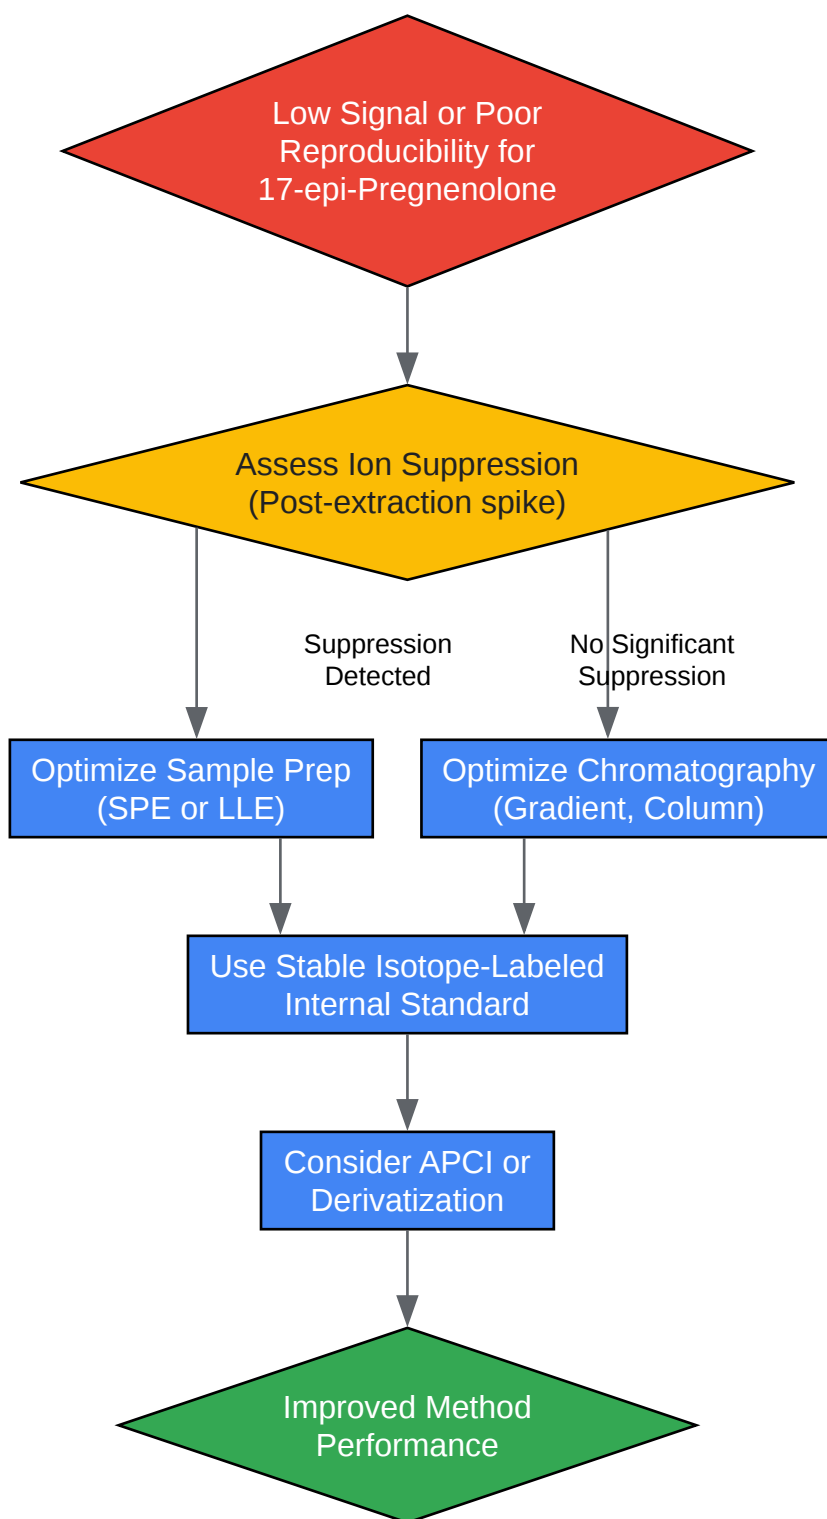 Low Signal or Poor
Reproducibility for
17-epi-Pregnenolone
Assess Ion Suppression
(Post-extraction spike)
Suppression
Detected
No Significant
Suppression
Optimize Sample Prep
(SPE or LLE)
Optimize Chromatography
(Gradient, Column)
Use Stable Isotope-Labeled
Internal Standard
Consider APCI or
Derivatization
Improved Method
Performance